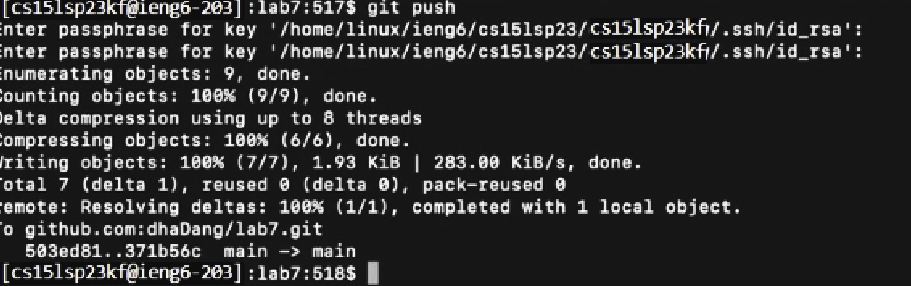 [cs15lsp23kf@ieng6-203]:lab7:517$ git push
Enter passphrase for key '/home/linux/ieng6/cs15lsp23/cs15lsp23kf/.ssh/id_rsa':
Enter passphrase for key '/home/linux/ieng6/cs15lsp23/cs15lsp23kf/.ssh/id_rsa':
Enumerating objects: 9, done.
Counting objects: 100% (9/9), done.
Delta compression using up to 8 threads
Compressing objects: 100% (6/6), done.
Writing objects: 100% (7/7), 1.93 KiB | 283.00 KiB/s, done.
Total 7 (delta 1), reused 0 (delta 0), pack-reused 0
remote: Resolving deltas: 100% (1/1), completed with 1 local object.
To github.com:dhaDang/lab7.git
503ed81..371b56c main -> main
[cs15lsp23kf@ieng6-203]:lab7:518$